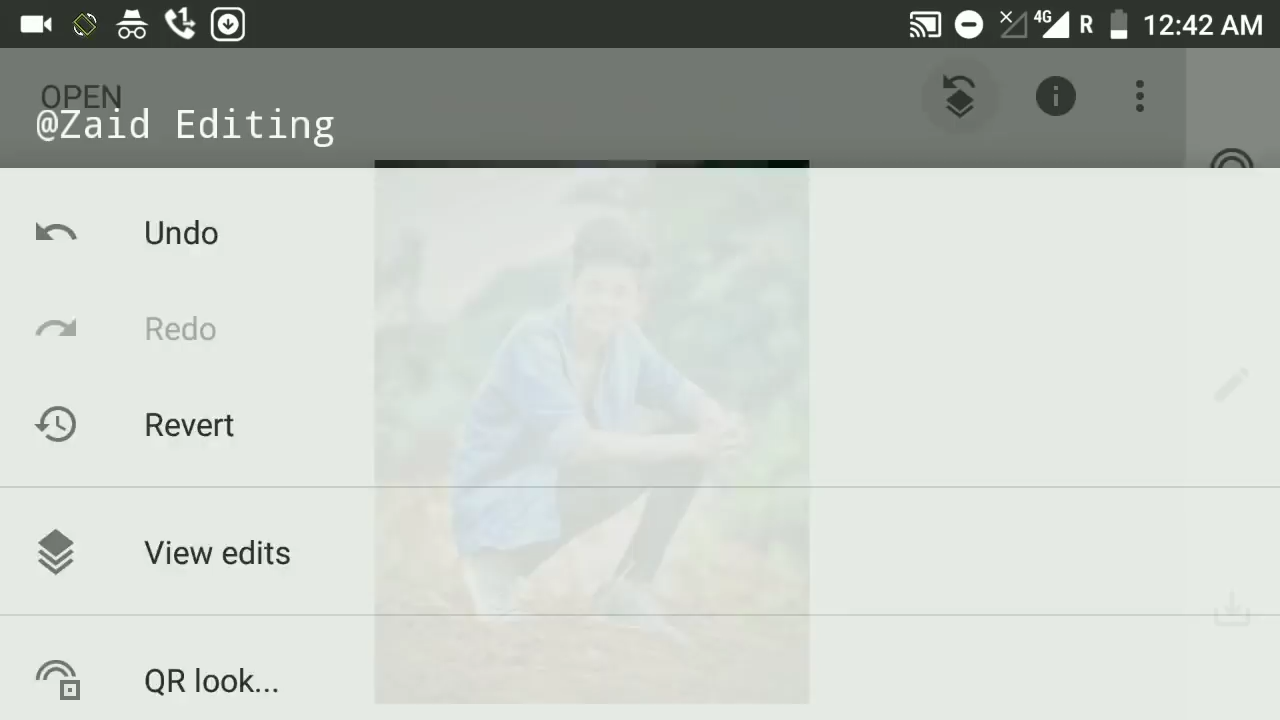 4G R 12:42 AM
OPEN
@Zaid Editing
Undo
Redo
Revert
View edits
QR look...